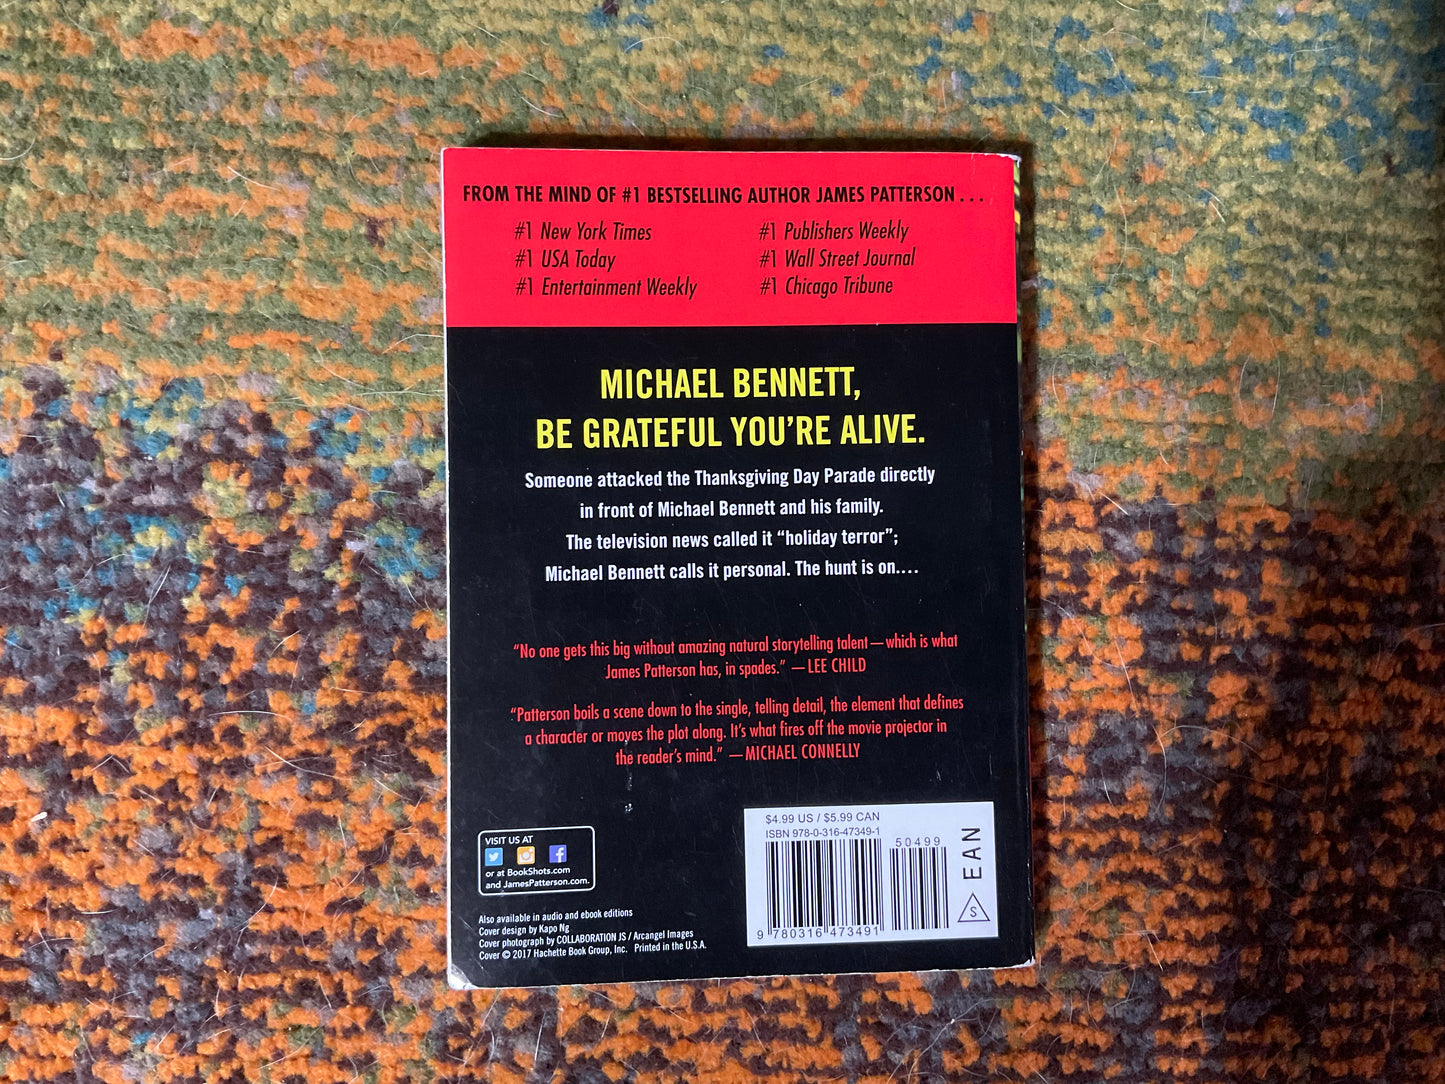 FROM THE MIND OF #1 BESTSELLING AUTHOR JAMES PATTERSON . . .
#1 New York Times
#1 USA Today
#1 Entertainment Weekly
#1 Publishers Weekly
#1 Wall Street Journal
#1 Chicago Tribune
MICHAEL BENNETT,
BE GRATEFUL YOU'RE ALIVE.
Someone attacked the Thanksgiving Day Parade directly
in front of Michael Bennett and his family.
The television news called it “holiday terror”;
Michael Bennett calls it personal. The hunt is on....
“No one gets this big without amazing natural storytelling talent—which is what
James Patterson has, in spades.” —LEE CHILD
“Patterson boils a scene down to the single, telling detail, the element that defines
a character or moves the plot along. It's what fires off the movie projector in
the reader's mind.” —MICHAEL CONNELLY
VISIT US AT
or at BookShots.com
and JamesPatterson.com.
Also available in audio and ebook editions
Cover design by Kapo Ng
Cover photograph by COLLABORATION JS / Arcangel Images
Cover © 2017 Hachette Book Group, Inc. Printed in the U.S.A.
$4.99 US / $5.99 CAN
ISBN 978-0-316-47349-1
50499
9 780316 473491
EAN
S